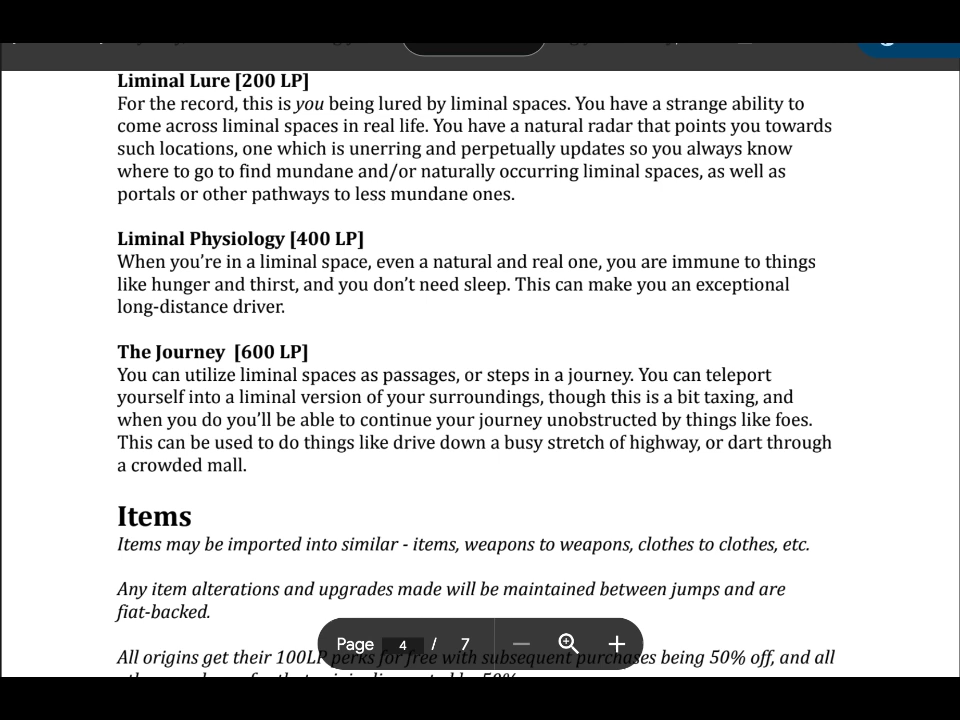 Liminal Lure [200 LP]
For the record, this is you being lured by liminal spaces. You have a strange ability to
come across liminal spaces in real life. You have a natural radar that points you towards
such locations, one which is unerring and perpetually updates so you always know
where to go to find mundane and/or naturally occurring liminal spaces, as well as
portals or other pathways to less mundane ones.
Liminal Physiology [400 LP]
When you’re in a liminal space, even a natural and real one, you are immune to things
like hunger and thirst, and you don’t need sleep. This can make you an exceptional
long-distance driver.
The Journey [600 LP]
You can utilize liminal spaces as passages, or steps in a journey. You can teleport
yourself into a liminal version of your surroundings, though this is a bit taxing, and
when you do you’ll be able to continue your journey unobstructed by things like foes.
This can be used to do things like drive down a busy stretch of highway, or dart through
a crowded mall.
Items
Items may be imported into similar - items, weapons to weapons, clothes to clothes, etc.
Any item alterations and upgrades made will be maintained between jumps and are
fiat-backed.
Page 4 / 7
All origins get their 100LP perks for free with subsequent purchases being 50% off, and all